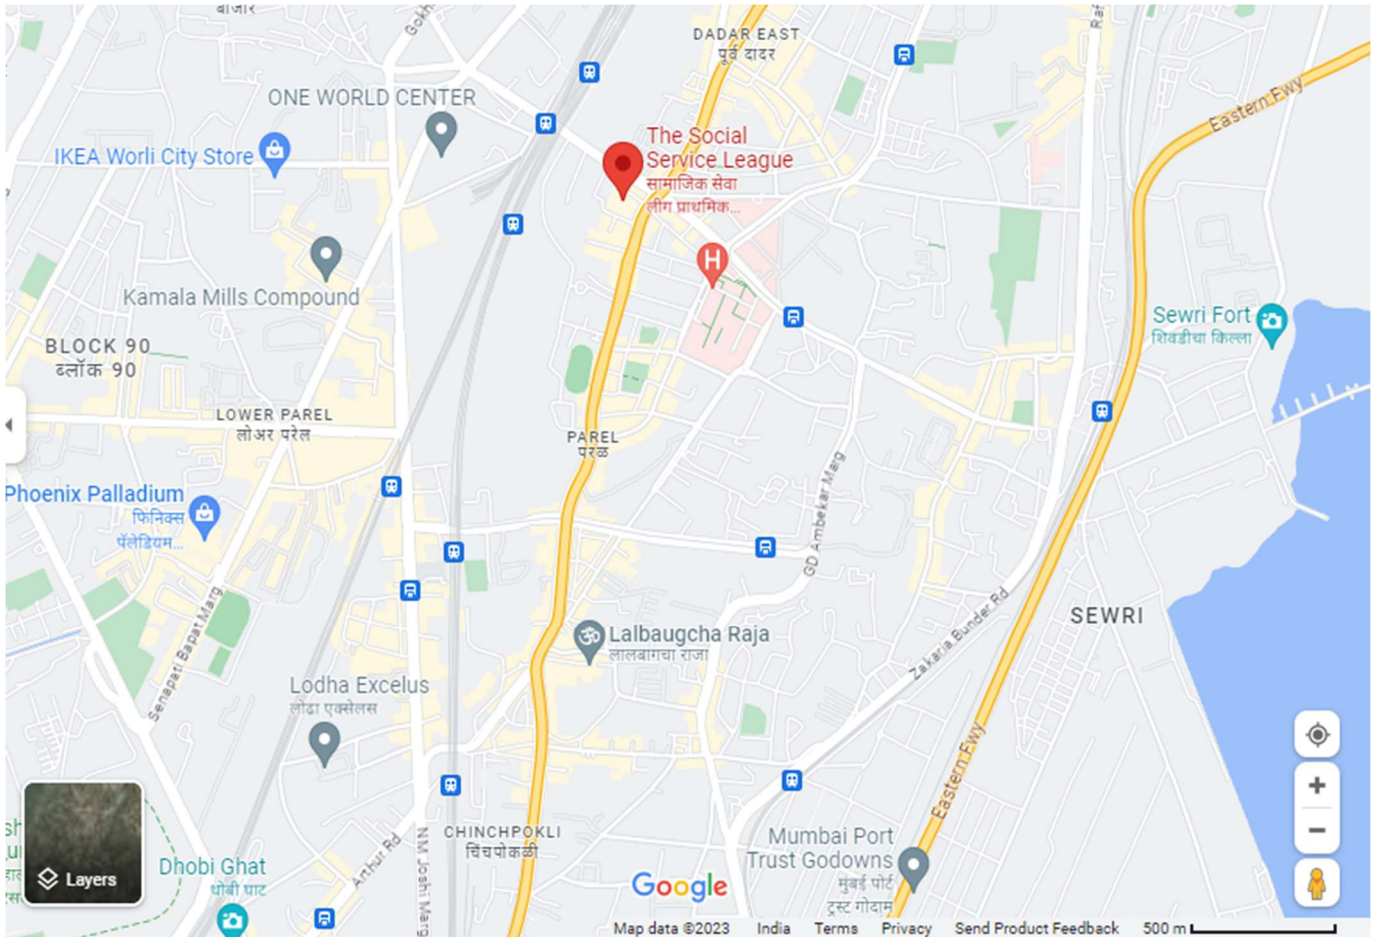 बाजार
DADAR EAST
पूर्व दादर
ONE WORLD CENTER
IKEA Worli City Store
The Social
Service League
सामाजिक सेवा
लीग प्राथमिक...
Eastern Fwy
H
Kamala Mills Compound
Sewri Fort
शिवडीचा किल्ला
BLOCK 90
ब्लॉक 90
LOWER PAREL
लोअर परेल
PAREL
परळ
Phoenix Palladium
फिनिक्स
पॅलेडियम...
GD Ambekar Marg
Senapati Bapat Marg
Zakaria Bunder Rd
SEWRI
ॐ
Lalbaugcha Raja
लालबागचा राजा
Lodha Excelus
लोढा एक्सेलस
Eastern Fwy
Arthur Rd
NM Joshi Marg
CHINCHPOKLI
चिंचपोकळी
Mumbai Port
Trust Godowns
मुंबई पोर्ट
ट्रस्ट गोदाम
Dhobi Ghat
धोबी घाट
Layers
Google
Map data ©2023 India Terms Privacy Send Product Feedback 500 m